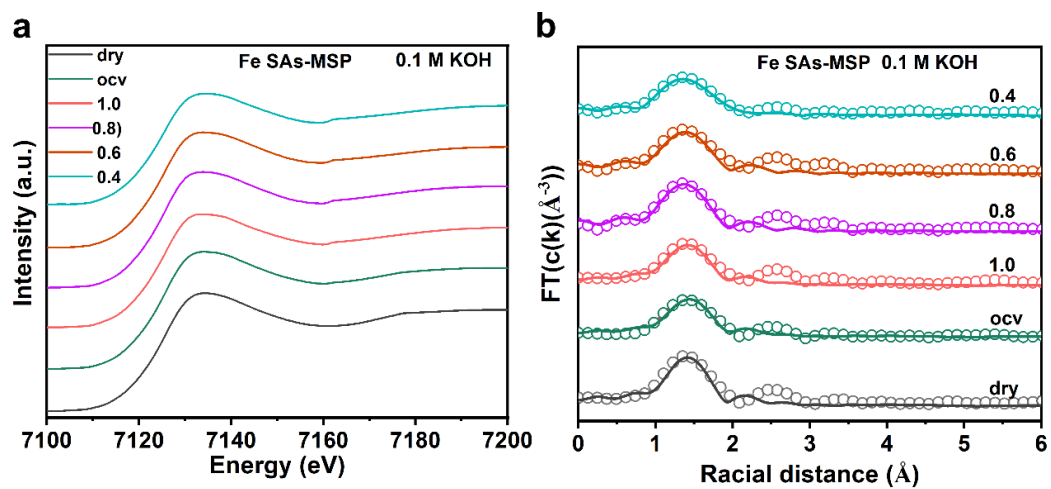 a
dry
ocv
1.0
0.8)
0.6
0.4
Fe SAs-MSP 0.1 M KOH
Intensity (a.u.)
7100 7120 7140 7160 7180 7200
Energy (eV)
b
Fe SAs-MSP 0.1 M KOH
0.4
0.6
0.8
1.0
ocv
dry
FT(c(k)(Å⁻³))
0 1 2 3 4 5 6
Racial distance (Å)